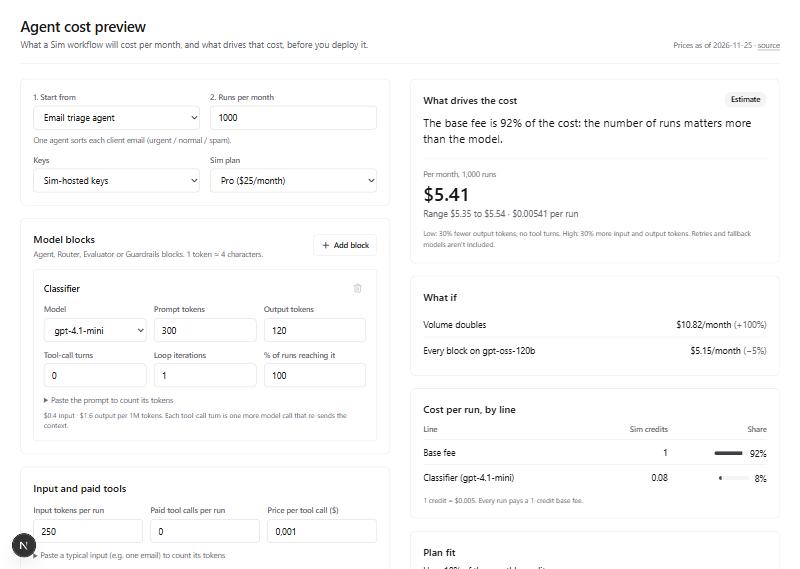 Agent cost preview
What a Sim workflow will cost per month, and what drives that cost, before you deploy it.
Prices as of 2026-11-25 · source
1. Start from
2. Runs per month
Email triage agent
1000
One agent sorts each client email (urgent / normal / spam).
Keys
Sim plan
Sim-hosted keys
Pro ($25/month)
Model blocks
Agent, Router, Evaluator or Guardrails blocks. 1 token ≈ 4 characters.
+ Add block
Classifier
Model
Prompt tokens
Output tokens
gpt-4.1-mini
300
120
Tool-call turns
Loop iterations
% of runs reaching it
0
1
100
Paste the prompt to count its tokens
$0.4 input · $1.6 output per 1M tokens. Each tool-call turn is one more model call that re-sends the
context.
Input and paid tools
Input tokens per run
Paid tool calls per run
Price per tool call ($)
250
0
0,001
Paste a typical input (e.g. one email) to count its tokens
N
What drives the cost
Estimate
The base fee is 92% of the cost: the number of runs matters more
than the model.
Per month, 1,000 runs
$5.41
Range $5.35 to $5.54 · $0.00541 per run
Low: 30% fewer output tokens, no tool turns. High: 30% more input and output tokens. Retries and fallback
models aren't included.
What if
Volume doubles
$10.82/month (+100%)
Every block on gpt-oss-120b
$5.15/month (−5%)
Cost per run, by line
Line
Sim credits
Share
Base fee
1
92%
Classifier (gpt-4.1-mini)
0.08
8%
1 credit = $0.005. Every run pays a 1-credit base fee.
Plan fit